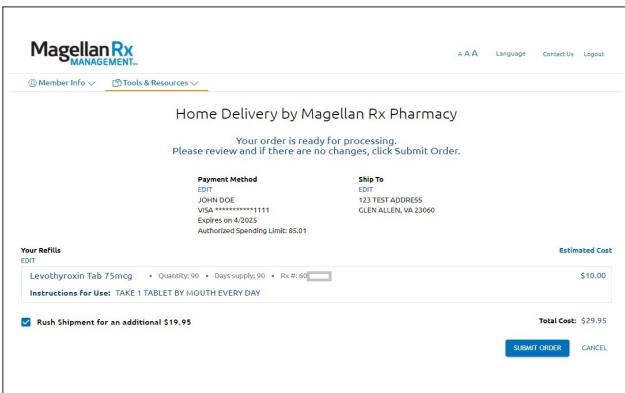 Magellan Rx
MANAGEMENT
A A A Language Contact Us Logout
Member Info Tools & Resources
Home Delivery by Magellan Rx Pharmacy
Your order is ready for processing.
Please review and if there are no changes, click Submit Order.
Payment Method
EDIT
JOHN DOE
VISA ***********1111
Expires on 4/2025
Authorized Spending Limit: 85.01
Ship To
EDIT
123 TEST ADDRESS
GLEN ALLEN, VA 23060
Your Refills
EDIT
Estimated Cost
Levothyroxin Tab 75mcg • Quantity: 90 • Days supply: 90 • Rx #: 60 $10.00
Instructions for Use: TAKE 1 TABLET BY MOUTH EVERY DAY
Rush Shipment for an additional $19.95 Total Cost: $29.95
SUBMIT ORDER CANCEL